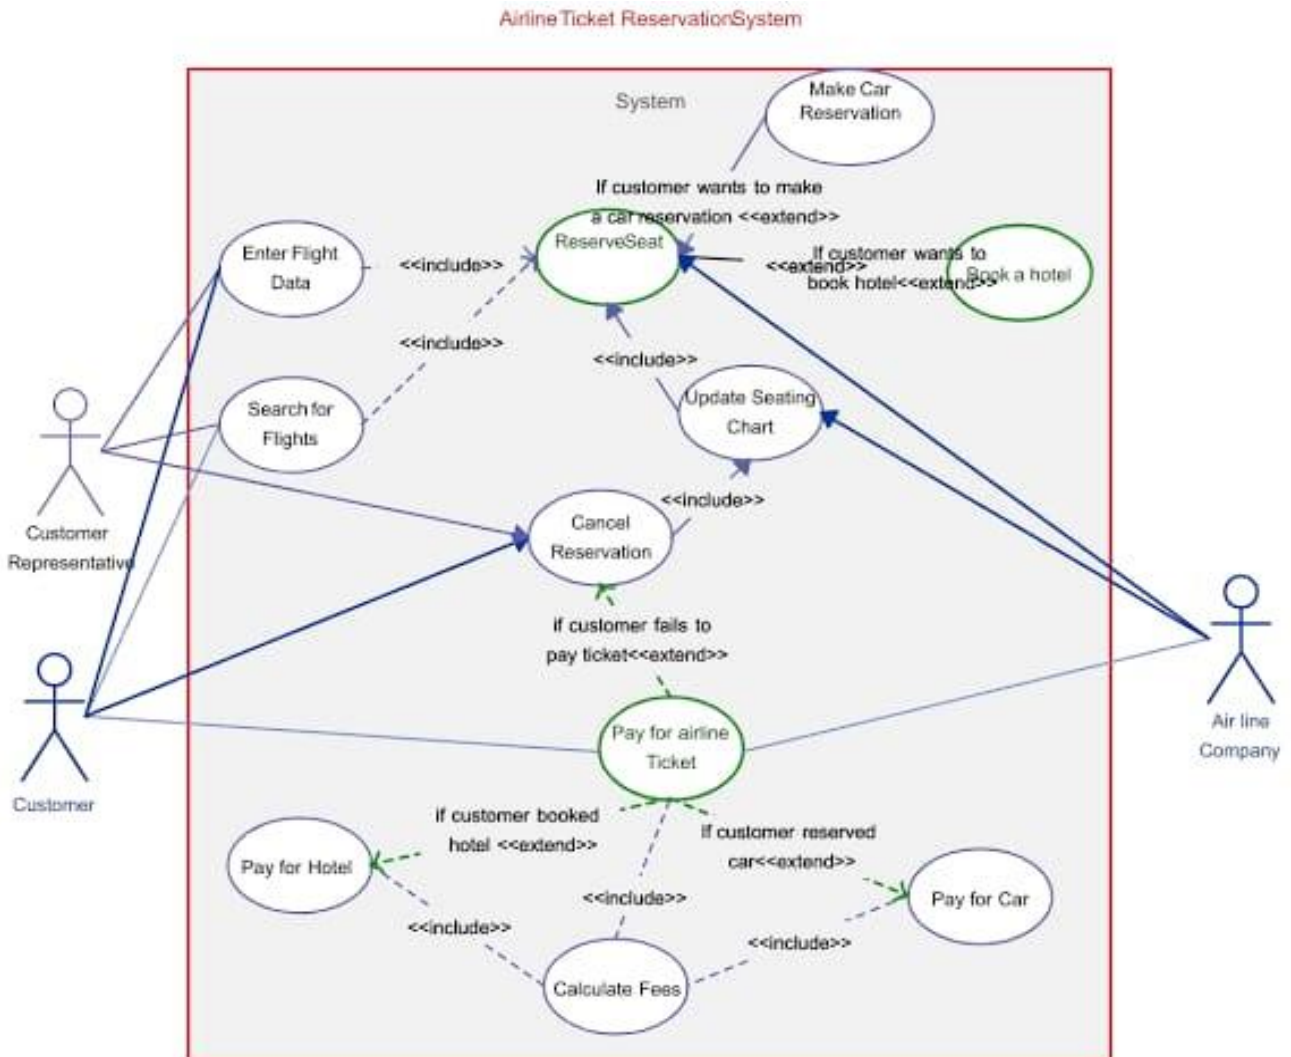 AirlineTicket ReservationSystem
System
Make Car
Reservation
If customer wants to make
a car reservation <<extend>>
Enter Flight
Data
<<include>>
ReserveSeat
<<extend>>
If customer wants to
book hotel<<extend>>
Book a hotel
<<include>>
<<include>>
Search for
Flights
Update Seating
Chart
<<include>>
Cancel
Reservation
Customer
Representative
if customer fails to
pay ticket<<extend>>
Pay for airline
Ticket
Air line
Company
Customer
if customer booked
hotel <<extend>>
If customer reserved
car<<extend>>
Pay for Hotel
Pay for Car
<<include>>
<<include>>
<<include>>
Calculate Fees